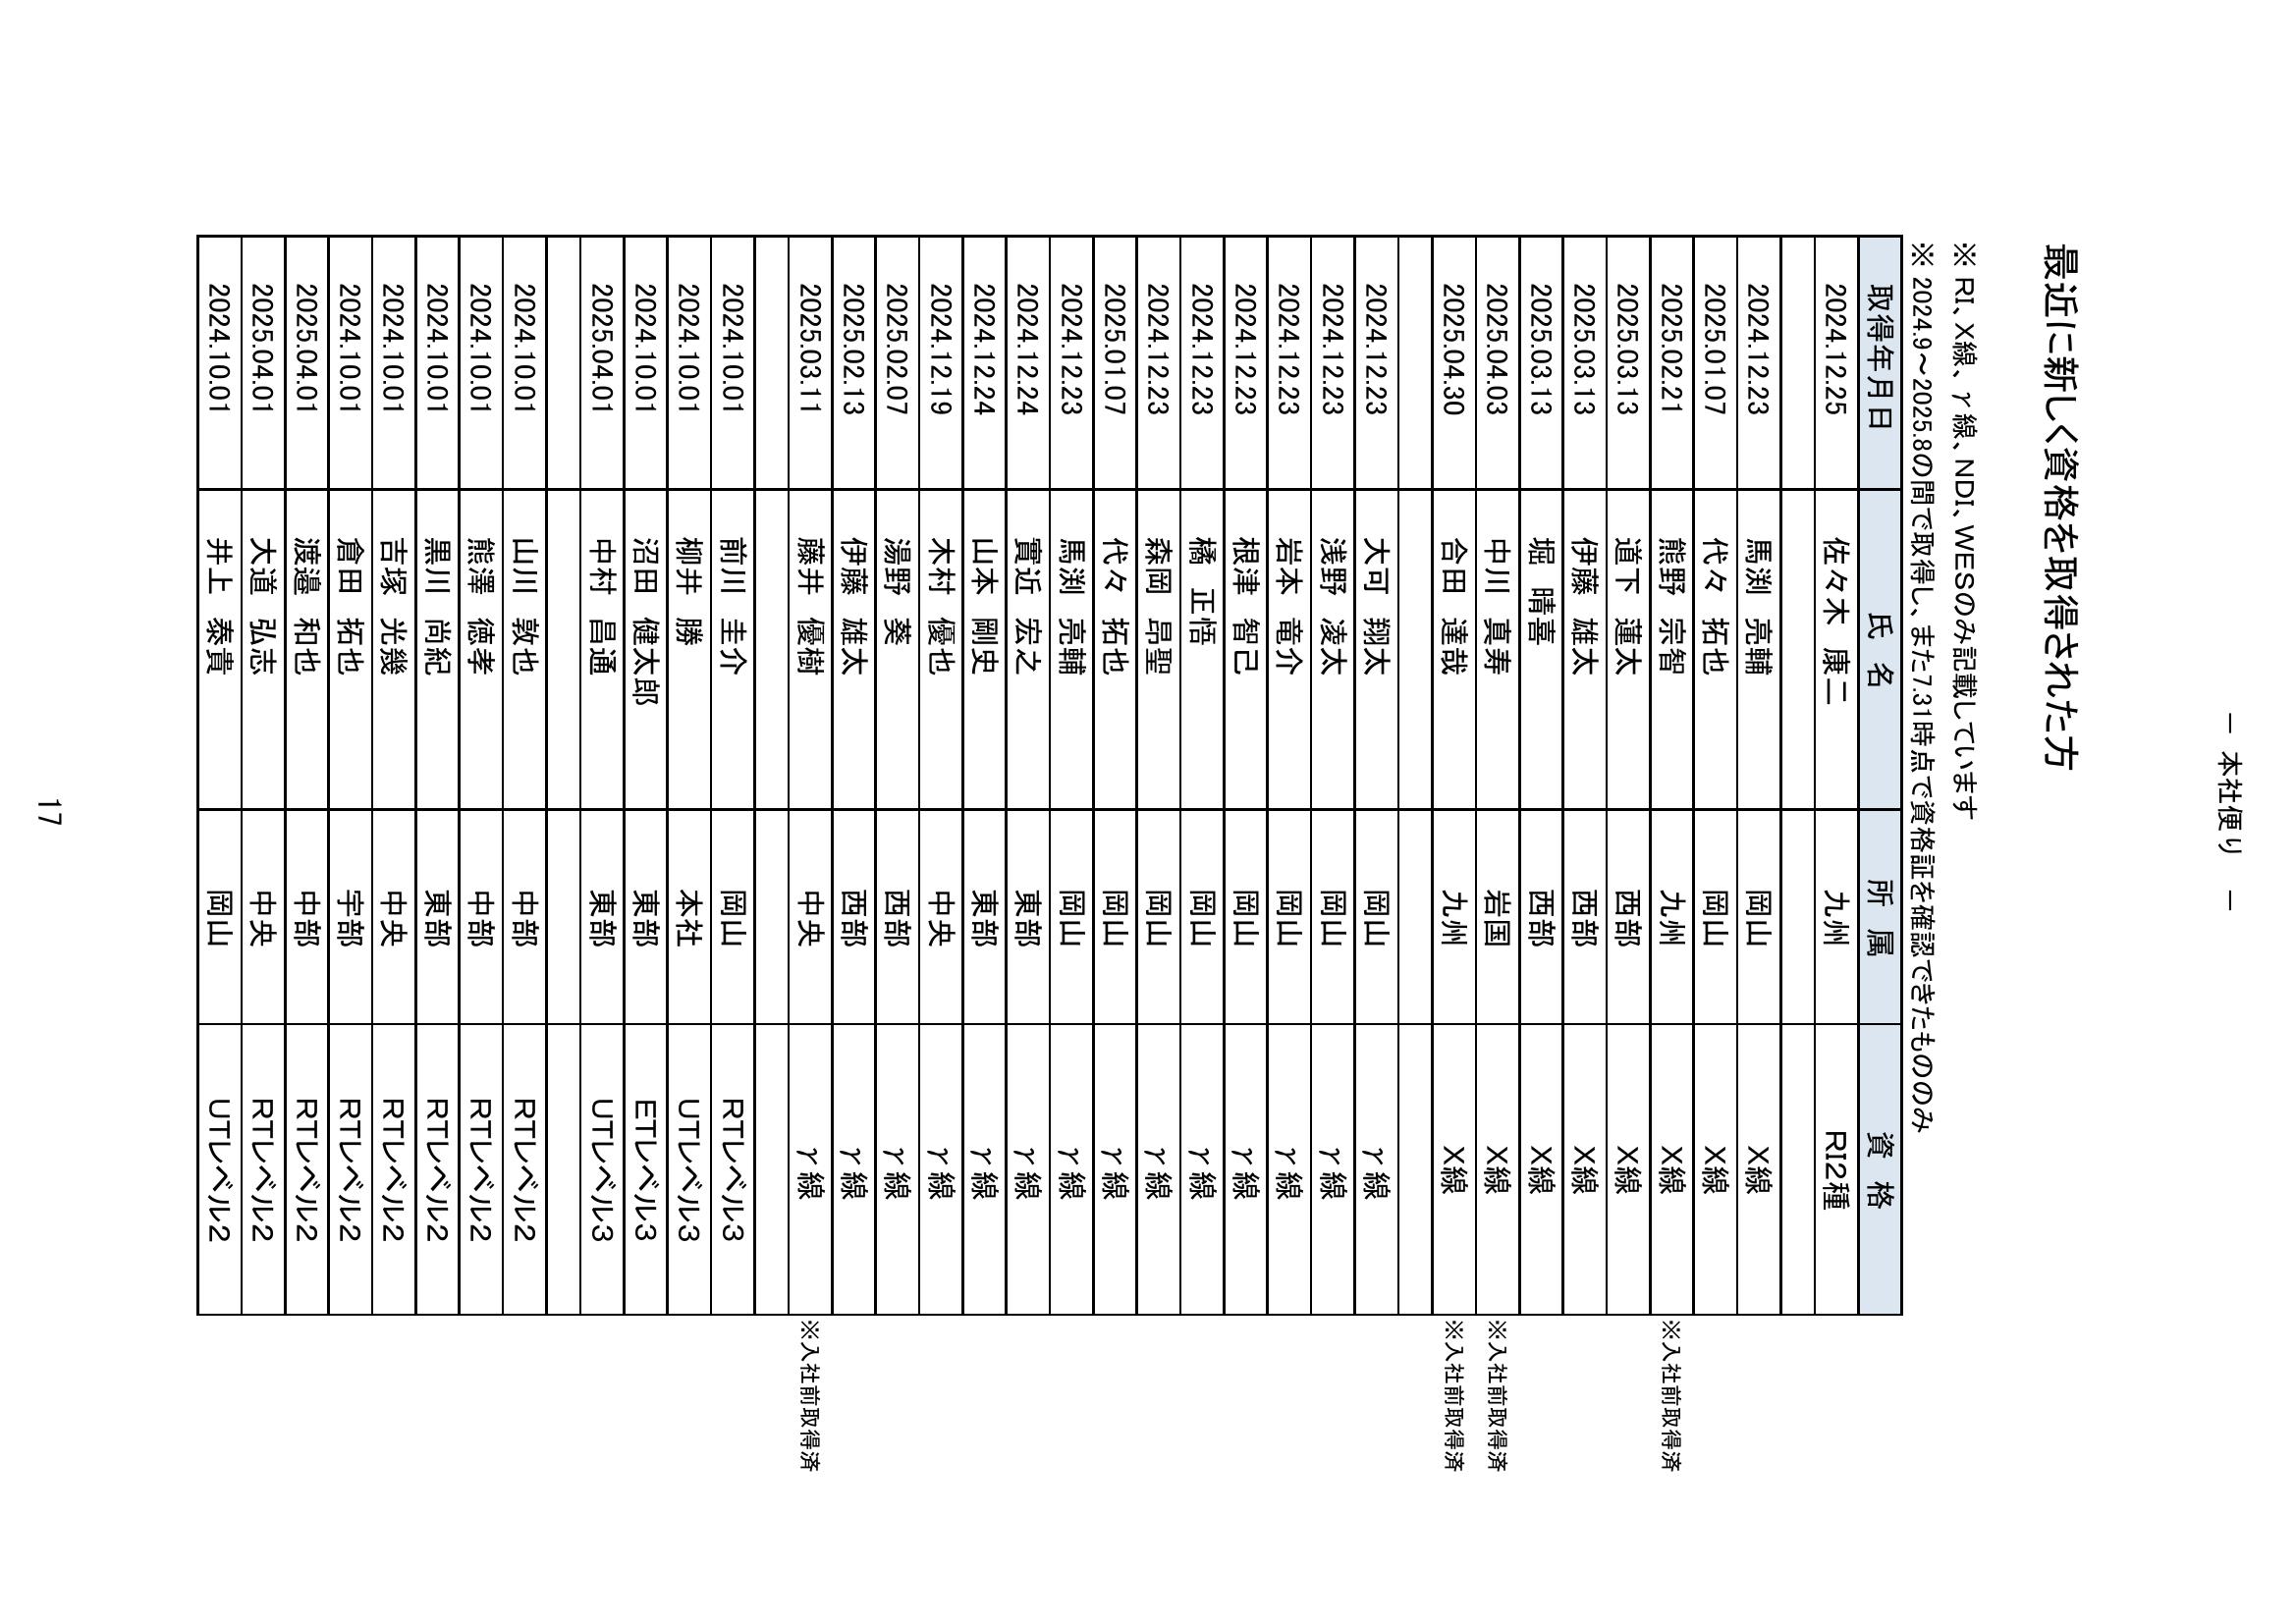 － 本社便り －
最近に新しく資格を取得された方
※ RI、X線、γ線、NDI、WESのみ記載しています
※ 2024.9～2025.8の間で取得し、また7.31時点で資格証を確認できたもののみ
取得年月日 氏 名 所 属 資 格
2024.12.25 佐々木 康二 九州 RI2種
2024.12.23 馬渕 亮輔 岡山 X線
2025.01.07 代々 拓也 岡山 X線
2025.02.21 熊野 宗智 九州 X線 ※入社前取得済
2025.03.13 道下 蓮太 西部 X線
2025.03.13 伊藤 雄太 西部 X線
2025.03.13 堀 晴喜 西部 X線
2025.04.03 中川 真寿 岩国 X線 ※入社前取得済
2025.04.30 合田 達哉 九州 X線 ※入社前取得済
2024.12.23 大可 翔太 岡山 γ線
2024.12.23 浅野 凌太 岡山 γ線
2024.12.23 岩本 竜介 岡山 γ線
2024.12.23 根津 智己 岡山 γ線
2024.12.23 橘 正悟 岡山 γ線
2024.12.23 森岡 昂聖 岡山 γ線
2025.01.07 代々 拓也 岡山 γ線
2024.12.23 馬渕 亮輔 岡山 γ線
2024.12.24 實近 宏之 東部 γ線
2024.12.24 山本 剛史 東部 γ線
2024.12.19 木村 優也 中央 γ線
2025.02.07 湯野 葵 西部 γ線
2025.02.13 伊藤 雄太 西部 γ線
2025.03.11 藤井 優樹 中央 γ線 ※入社前取得済
2024.10.01 前川 圭介 岡山 RTレベル3
2024.10.01 柳井 勝 本社 UTレベル3
2024.10.01 沼田 健太郎 東部 ETレベル3
2025.04.01 中村 昌通 東部 UTレベル3
2024.10.01 山川 敦也 中部 RTレベル2
2024.10.01 熊澤 徳孝 中部 RTレベル2
2024.10.01 黒川 尚紀 東部 RTレベル2
2024.10.01 吉塚 光幾 中央 RTレベル2
2024.10.01 倉田 拓也 宇部 RTレベル2
2025.04.01 渡邉 和也 中部 RTレベル2
2025.04.01 大道 弘志 中央 RTレベル2
2024.10.01 井上 泰貴 岡山 UTレベル2
17